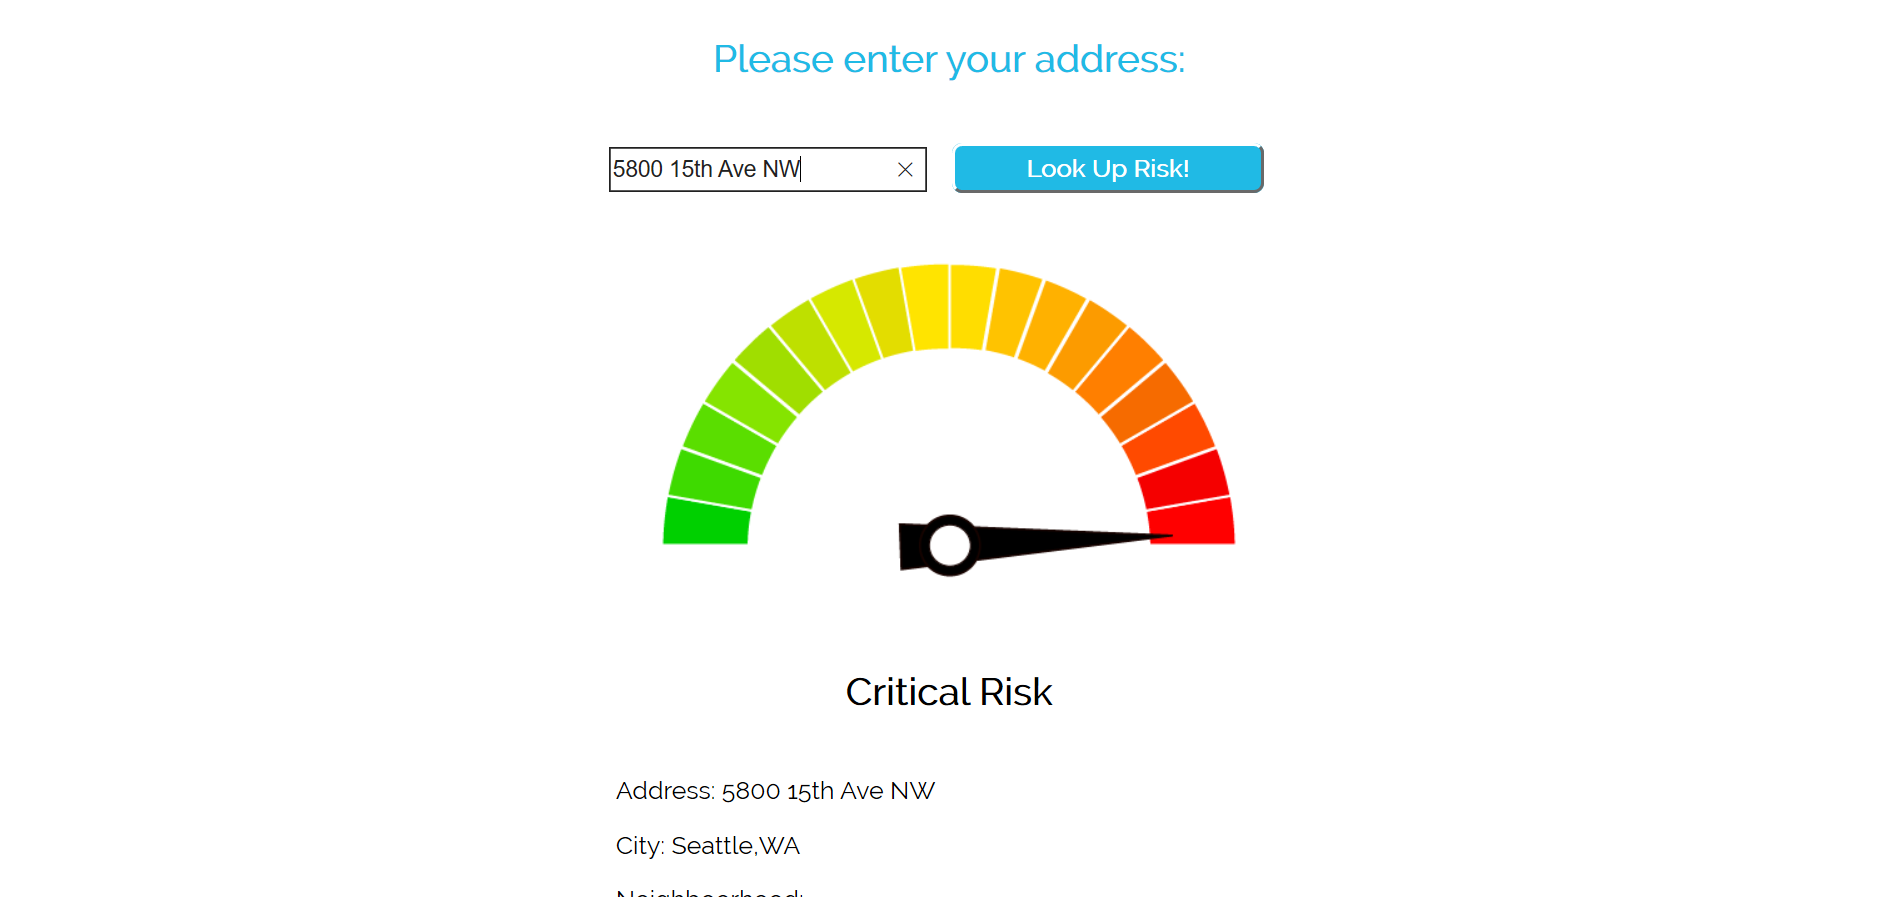 Please enter your address:
5800 15th Ave NW
Look Up Risk!
Critical Risk
Address: 5800 15th Ave NW
City: Seattle,WA